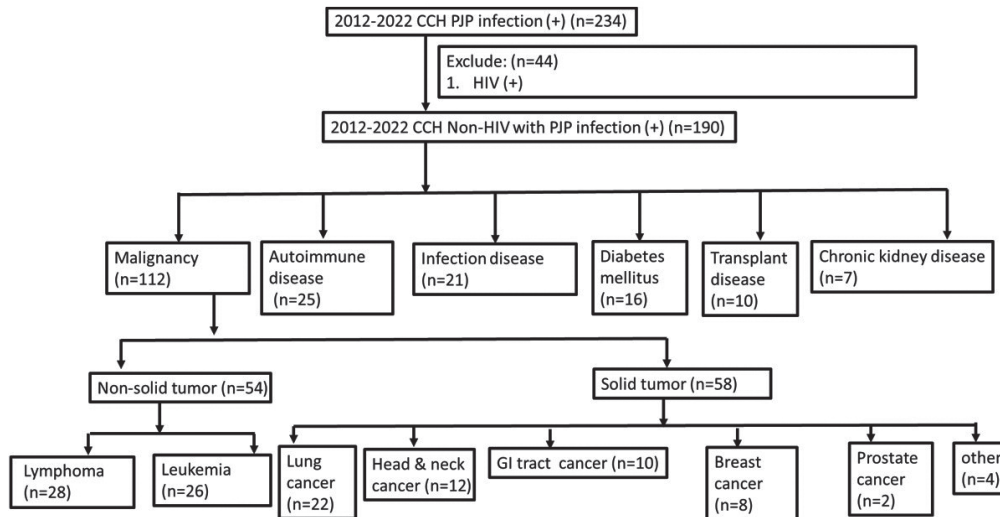 2012-2022 CCH PJP infection (+) (n=234)
Exclude: (n=44)
1. HIV (+)
2012-2022 CCH Non-HIV with PJP infection (+) (n=190)
Malignancy
(n=112)
Autoimmune
disease
(n=25)
Infection disease
(n=21)
Diabetes
mellitus
(n=16)
Transplant
disease
(n=10)
Chronic kidney disease
(n=7)
Non-solid tumor (n=54)
Solid tumor (n=58)
Lymphoma
(n=28)
Leukemia
(n=26)
Lung
cancer
(n=22)
Head & neck
cancer (n=12)
GI tract cancer (n=10)
Breast
cancer
(n=8)
Prostate
cancer
(n=2)
other
(n=4)